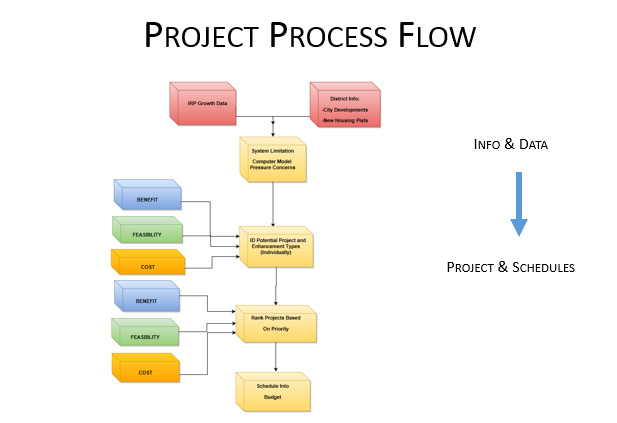 PROJECT PROCESS FLOW
IRP Growth Data
District Info:
-City Developments
-New Housing Plats
System Limitation
Computer Model
Pressure Concerns
INFO & DATA
BENEFIT
FEASIBILITY
COST
ID Potential Project and
Enhancement Types
(Individually)
PROJECT & SCHEDULES
BENEFIT
FEASIBILITY
COST
Rank Projects Based
On Priority
Schedule Into
Budget